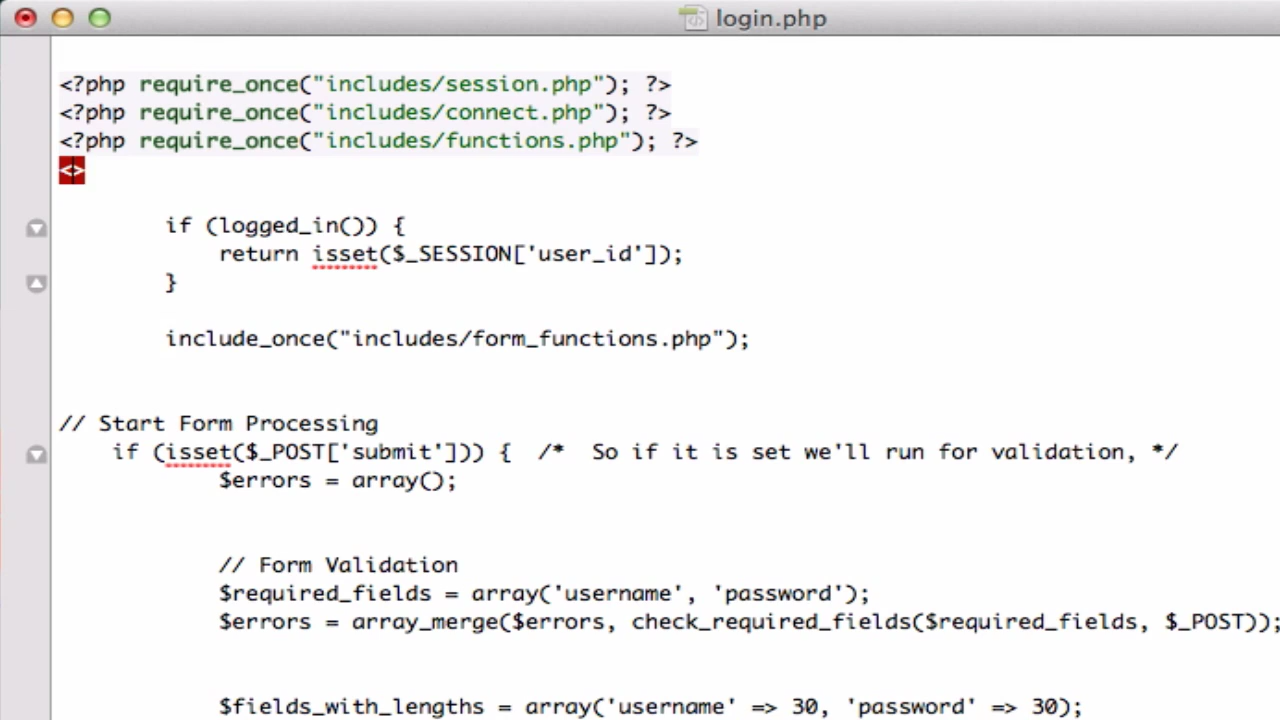 login.php
<?php require_once("includes/session.php"); ?>
<?php require_once("includes/connect.php"); ?>
<?php require_once("includes/functions.php"); ?>
<>
if (logged_in()) {
return isset($_SESSION['user_id']);
}
include_once("includes/form_functions.php");
// Start Form Processing
if (isset($_POST['submit'])) { /* So if it is set we'll run for validation, */
$errors = array();
// Form Validation
$required_fields = array('username', 'password');
$errors = array_merge($errors, check_required_fields($required_fields, $_POST));
$fields_with_lengths = array('username' => 30, 'password' => 30);